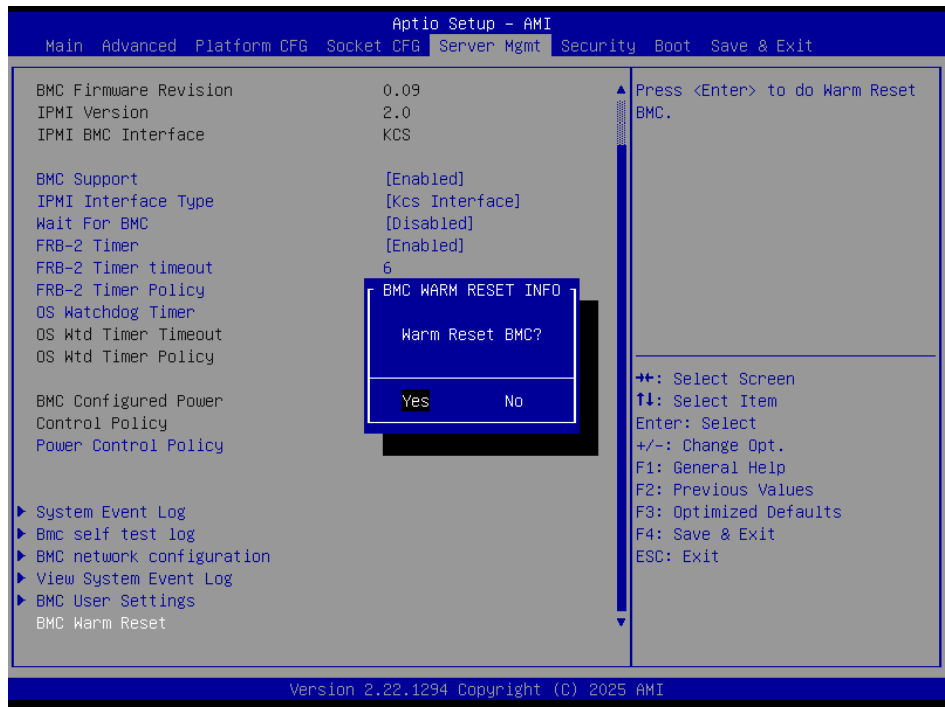 Aptio Setup – AMI
Main Advanced Platform CFG Socket CFG Server Mgmt Security Boot Save & Exit
BMC Firmware Revision 0.09
IPMI Version 2.0
IPMI BMC Interface KCS
BMC Support [Enabled]
IPMI Interface Type [Kcs Interface]
Wait For BMC [Disabled]
FRB-2 Timer [Enabled]
FRB-2 Timer timeout 6
FRB-2 Timer Policy
OS Watchdog Timer
OS Wtd Timer Timeout
OS Wtd Timer Policy
BMC Configured Power
Control Policy
Power Control Policy
▶ System Event Log
▶ Bmc self test log
▶ BMC network configuration
▶ View System Event Log
▶ BMC User Settings
BMC Warm Reset
BMC WARM RESET INFO
Warm Reset BMC?
Yes No
Press <Enter> to do Warm Reset
BMC.
→←: Select Screen
↑↓: Select Item
Enter: Select
+/-: Change Opt.
F1: General Help
F2: Previous Values
F3: Optimized Defaults
F4: Save & Exit
ESC: Exit
Version 2.22.1294 Copyright (C) 2025 AMI